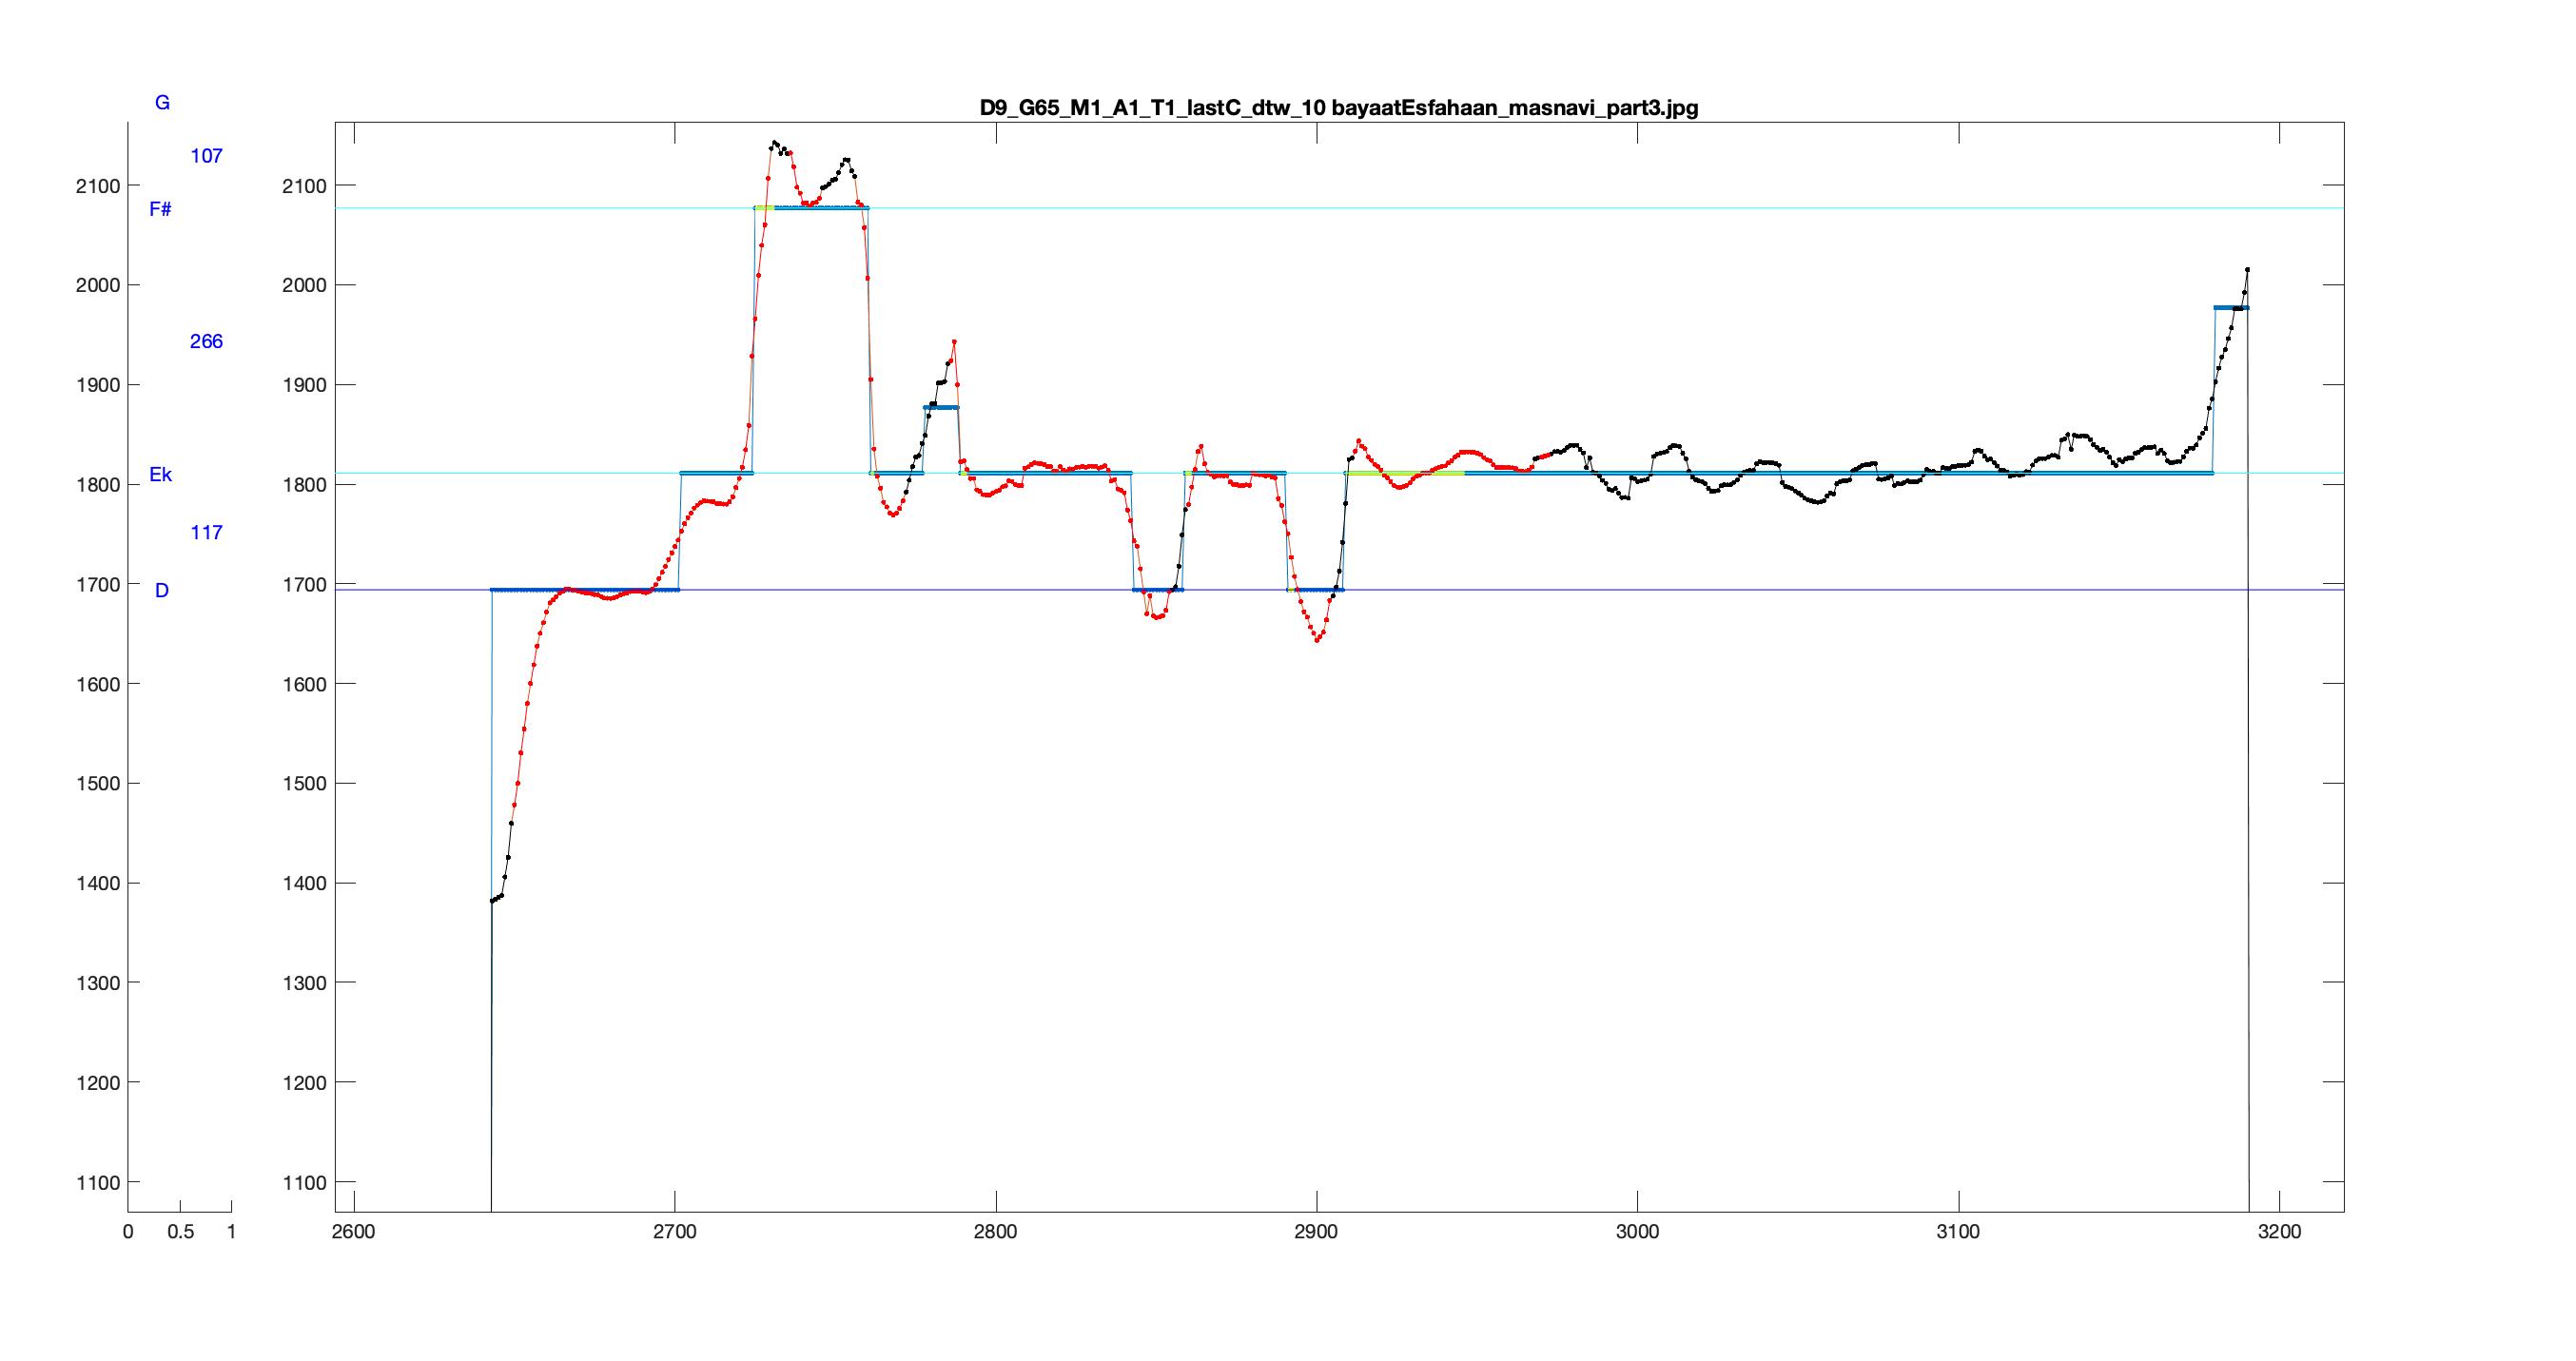 D9_G65_M1_A1_T1_lastC_dtw_10 bayaatEsfahaan_masnavi_part3.jpg
G
107
2100 F# 2100
2000 2000
266
1900 1900
1800 Ek 1800
117
1700 D 1700
1600 1600
1500 1500
1400 1400
1300 1300
1200 1200
1100 1100
0 0.5 1 2600 2700 2800 2900 3000 3100 3200